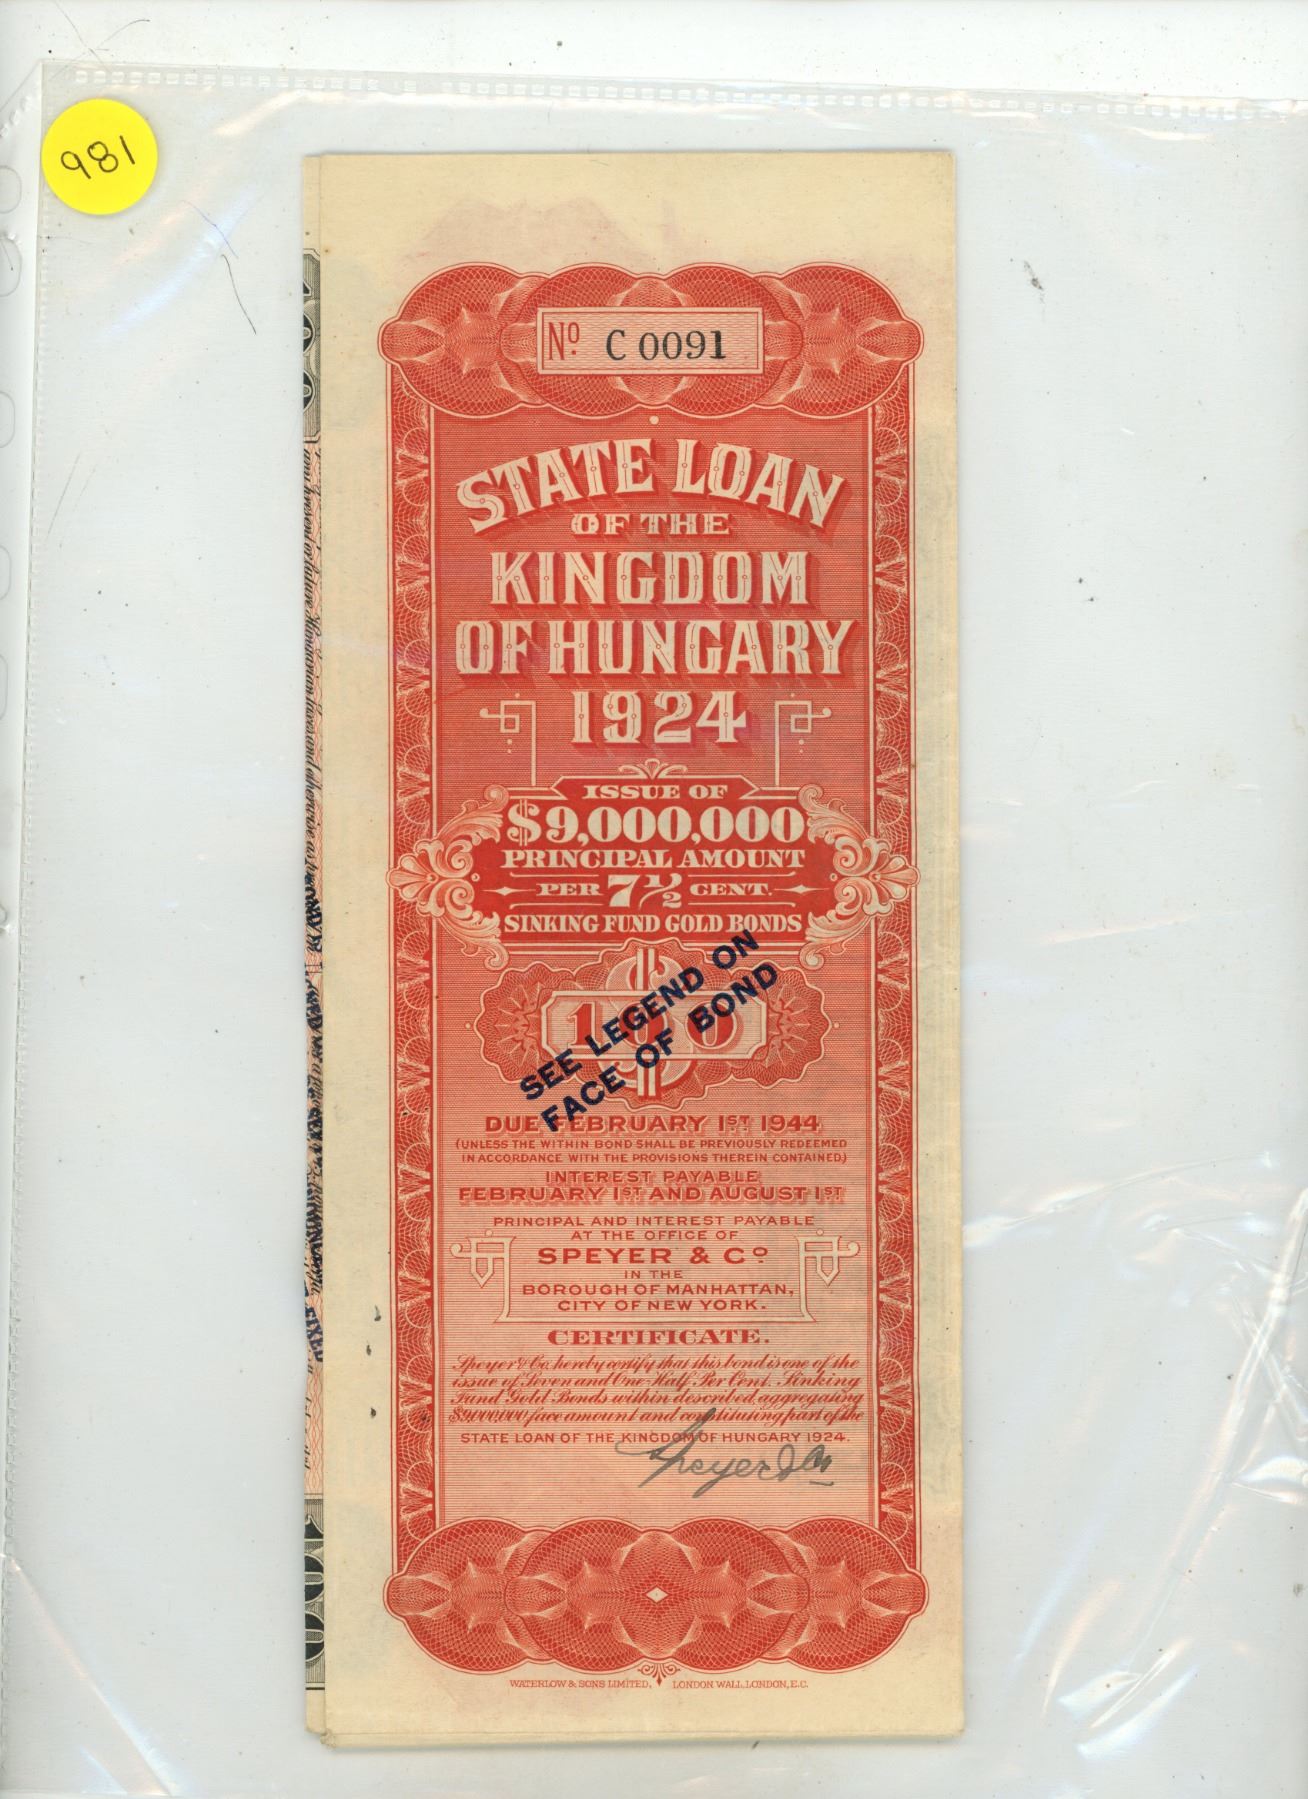 981
No. C 0091
STATE LOAN
OF THE
KINGDOM
OF HUNGARY
1924
ISSUE OF
$9,000,000
PRINCIPAL AMOUNT
PER 7½ CENT.
SINKING FUND GOLD BONDS
$100
SEE LEGEND ON
FACE OF BOND
DUE FEBRUARY 1ST 1944
(UNLESS THE WITHIN BOND SHALL BE PREVIOUSLY REDEEMED
IN ACCORDANCE WITH THE PROVISIONS THEREIN CONTAINED)
INTEREST PAYABLE
FEBRUARY 1ST AND AUGUST 1ST
PRINCIPAL AND INTEREST PAYABLE
AT THE OFFICE OF
SPEYER & Co
IN THE
BOROUGH OF MANHATTAN,
CITY OF NEW YORK.
CERTIFICATE.
Speyer & Co. hereby certify that this bond is one of the
issue of Seven and One Half Per Cent. Sinking
Fund Gold Bonds within described, aggregating
$9,000,000 face amount and constituting part of the
STATE LOAN OF THE KINGDOM OF HUNGARY 1924.
Speyer & Co
WATERLOW & SONS LIMITED, LONDON WALL, LONDON, E.C.
100